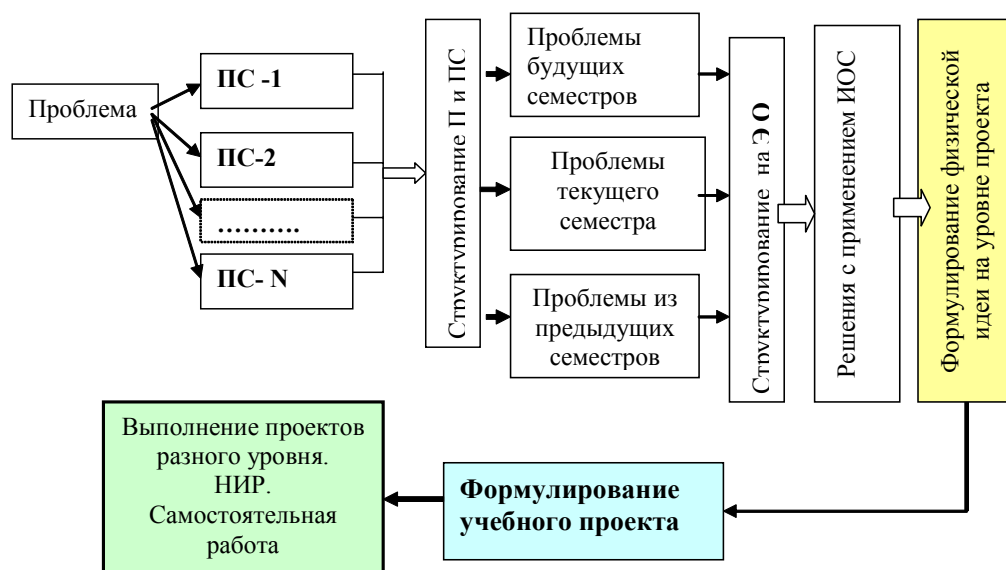 Проблема
ПС -1
ПС-2
..........
ПС- N
Структурирование П и ПС
Проблемы
будущих
семестров
Проблемы
текущего
семестра
Проблемы из
предыдущих
семестров
Структурирование на Э О
Решения с применением ИОС
Формулирование физической
идеи на уровне проекта
Формулирование
учебного проекта
Выполнение проектов
разного уровня.
НИР.
Самостоятельная
работа